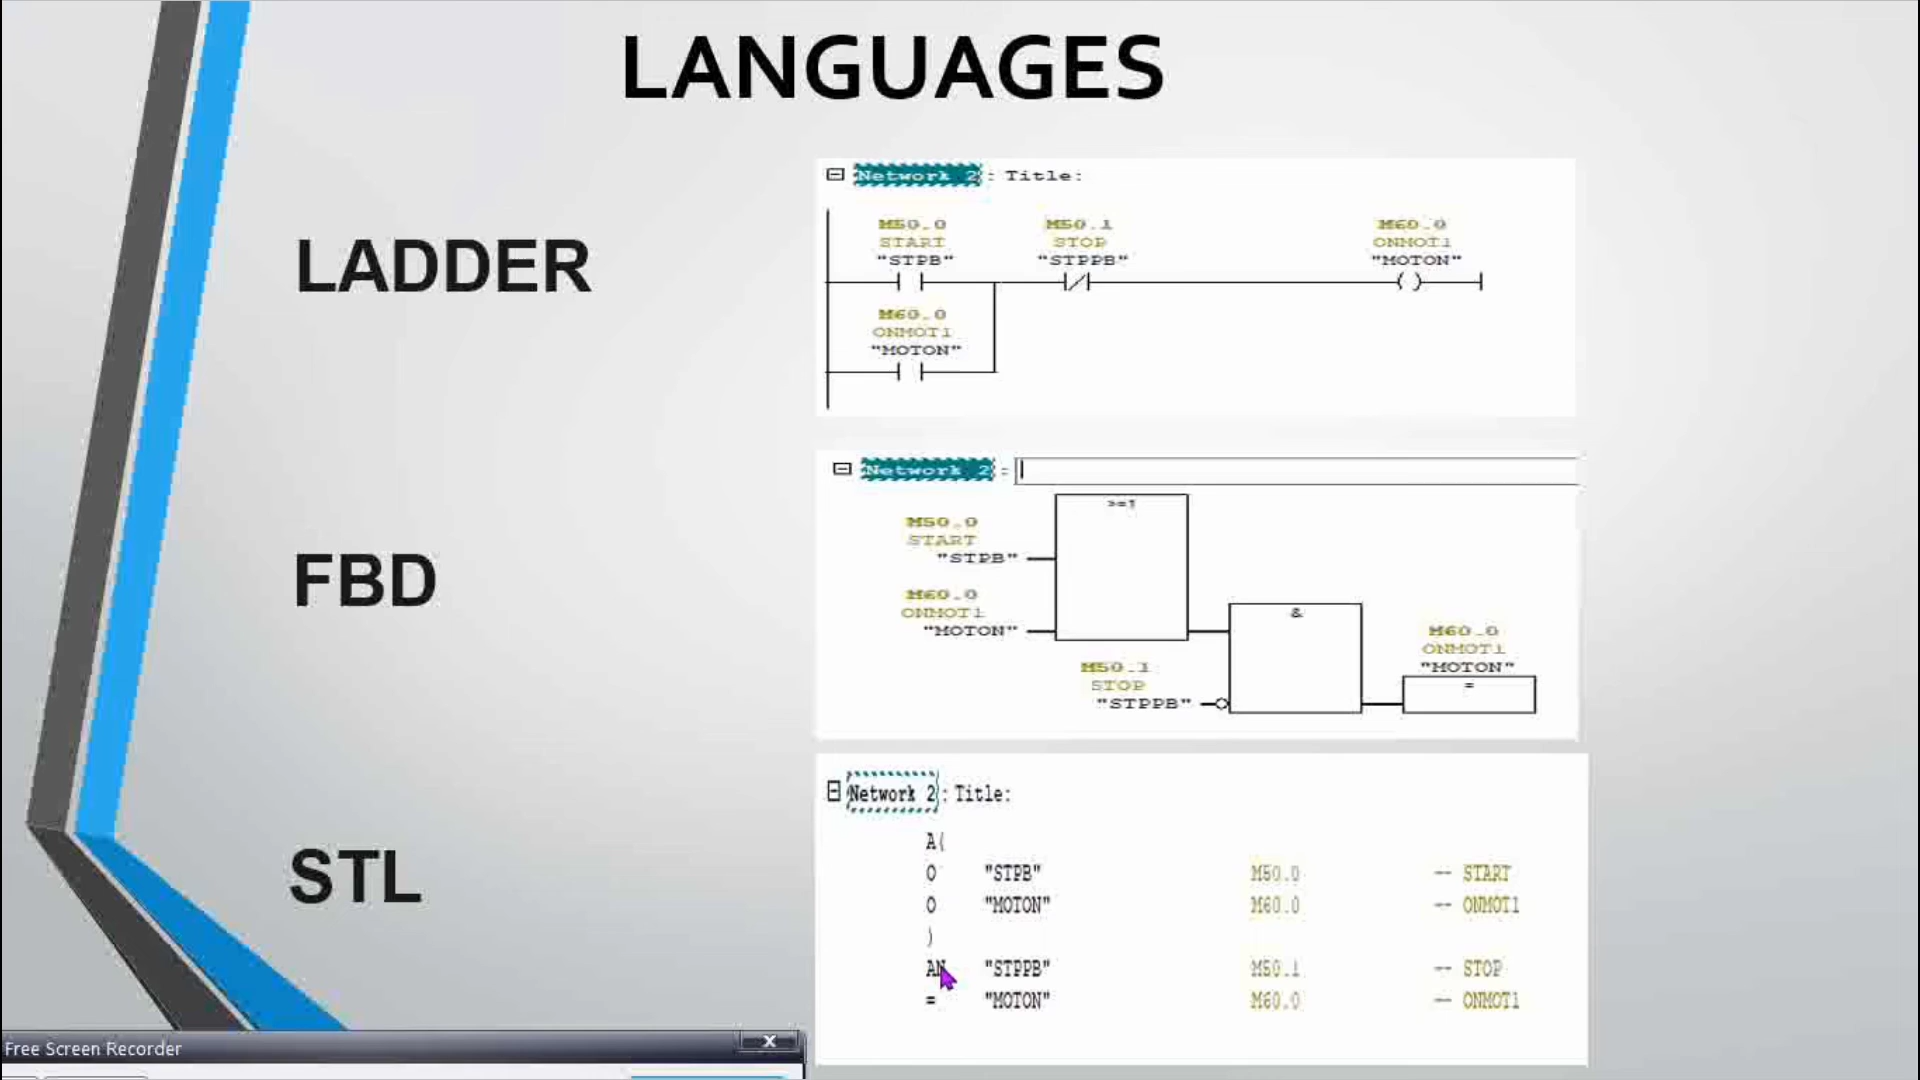 LANGUAGES
LADDER
Network 2 : Title:
M50.0 M50.1 M60.0
START STOP ONMOT1
"STPB" "STPPB" "MOTON"
M60.0
ONMOT1
"MOTON"
FBD
Network 2 :
>=1
M50.0
START
"STPB"
M60.0
ONMOT1
"MOTON"
&
M50.1
STOP
"STPPB"
M60.0
ONMOT1
"MOTON"
=
STL
Network 2 : Title:
A(
O "STPB" M50.0 -- START
O "MOTON" M60.0 -- ONMOT1
)
AN "STPPB" M50.1 -- STOP
= "MOTON" M60.0 -- ONMOT1
Free Screen Recorder